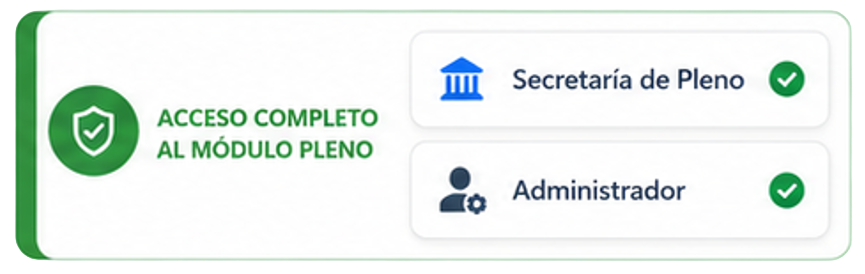 ACCESO COMPLETO
AL MÓDULO PLENO
Secretaría de Pleno
Administrador